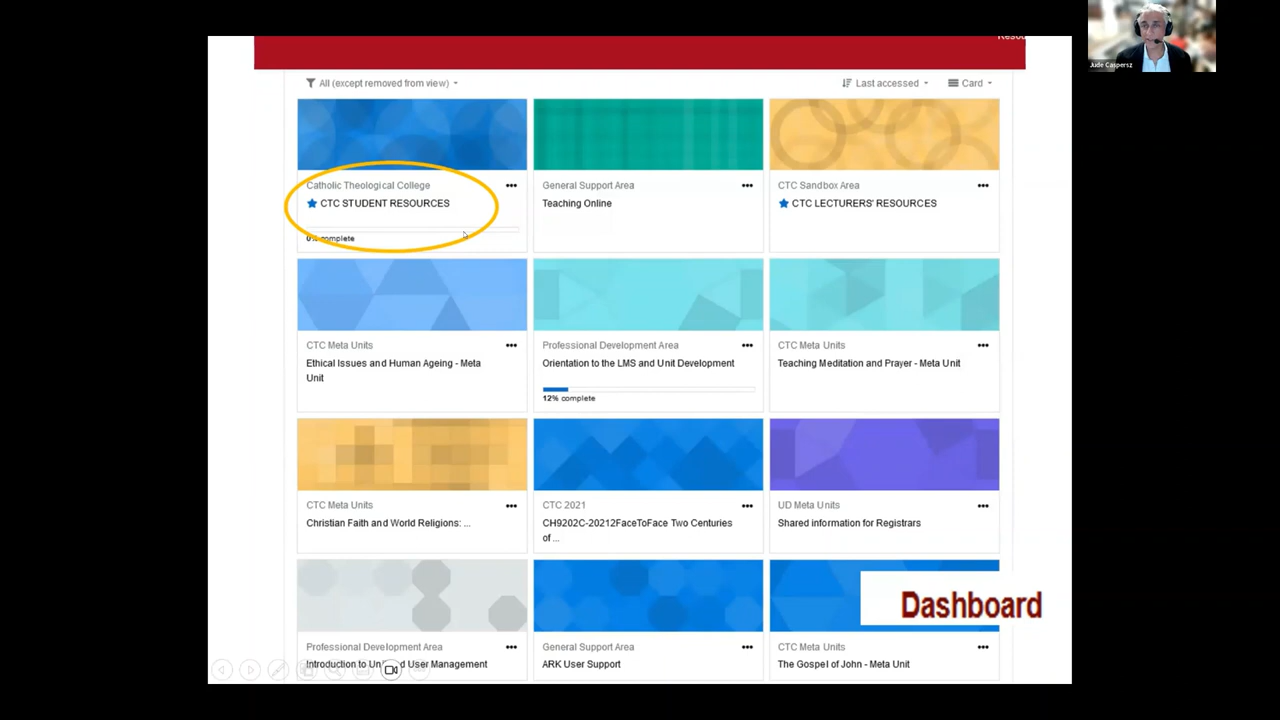 Jude Caspersz
All (except removed from view)
Last accessed
Card
Catholic Theological College
CTC STUDENT RESOURCES
0% complete
General Support Area
Teaching Online
CTC Sandbox Area
CTC LECTURERS' RESOURCES
CTC Meta Units
Ethical Issues and Human Ageing - Meta
Unit
Professional Development Area
Orientation to the LMS and Unit Development
12% complete
CTC Meta Units
Teaching Meditation and Prayer - Meta Unit
CTC Meta Units
Christian Faith and World Religions: ...
CTC 2021
CH9202C-20212FaceToFace Two Centuries
of ...
UD Meta Units
Shared information for Registrars
Dashboard
Professional Development Area
Introduction to User Management
General Support Area
ARK User Support
CTC Meta Units
The Gospel of John - Meta Unit